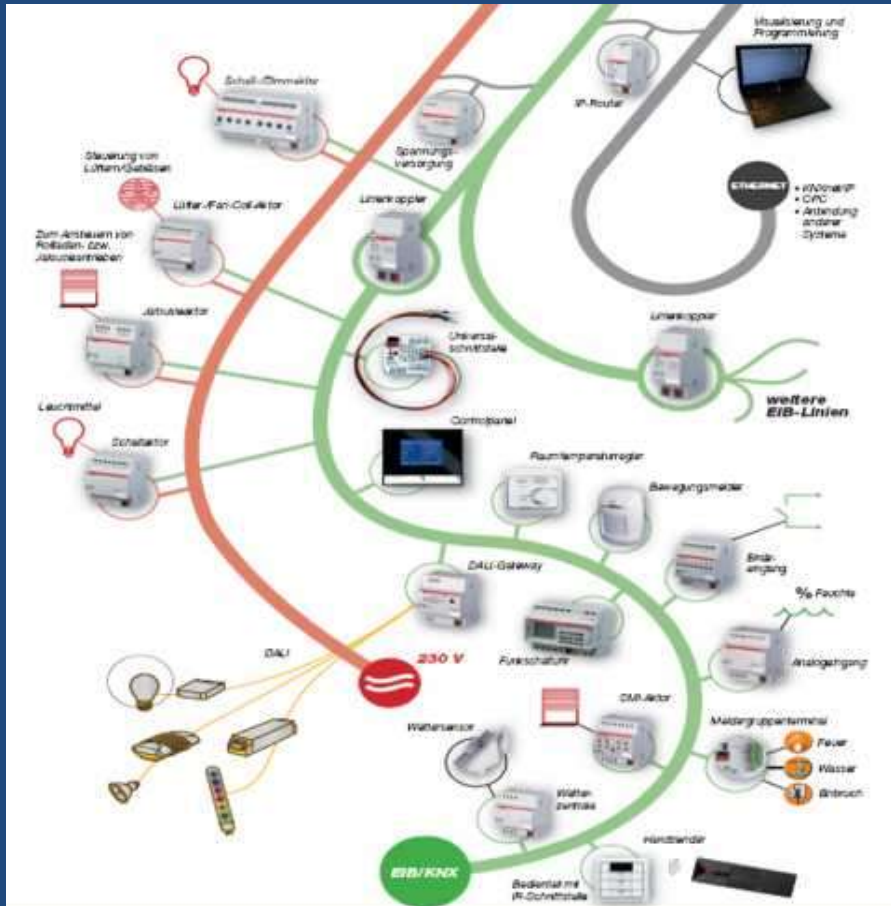 Visualisierung und
Programmierung
Schalt-/Dimmaktor
IP-Router
Spannungs-
versorgung
Steuerung von
Lüftern/Gebläsen
ETHERNET
• KNXnet/IP
• OPC
• Anbindung
anderer
Systeme
Lüfter-/Fan-Coil-Aktor
Linienkoppler
Zum Ansteuern von
Rollladen- bzw.
Jalousieantrieben
Jalousieaktor
Universal-
schnittstelle
Linienkoppler
weitere
EIB-Linien
Leuchtmittel
Controlpanel
Schaltaktor
Raumtemperaturregler
Bewegungsmelder
DALI-Gateway
Binär-
eingang
% Feuchte
DALI
230 V
Funkschaltuhr
Analogeingang
DMI-Aktor
Wettersensor
Meldergruppenterminal
Feuer
Wasser
Einbruch
Wetter-
zentrale
Handsender
EIB/KNX
Bedienteil mit
IR-Schnittstelle